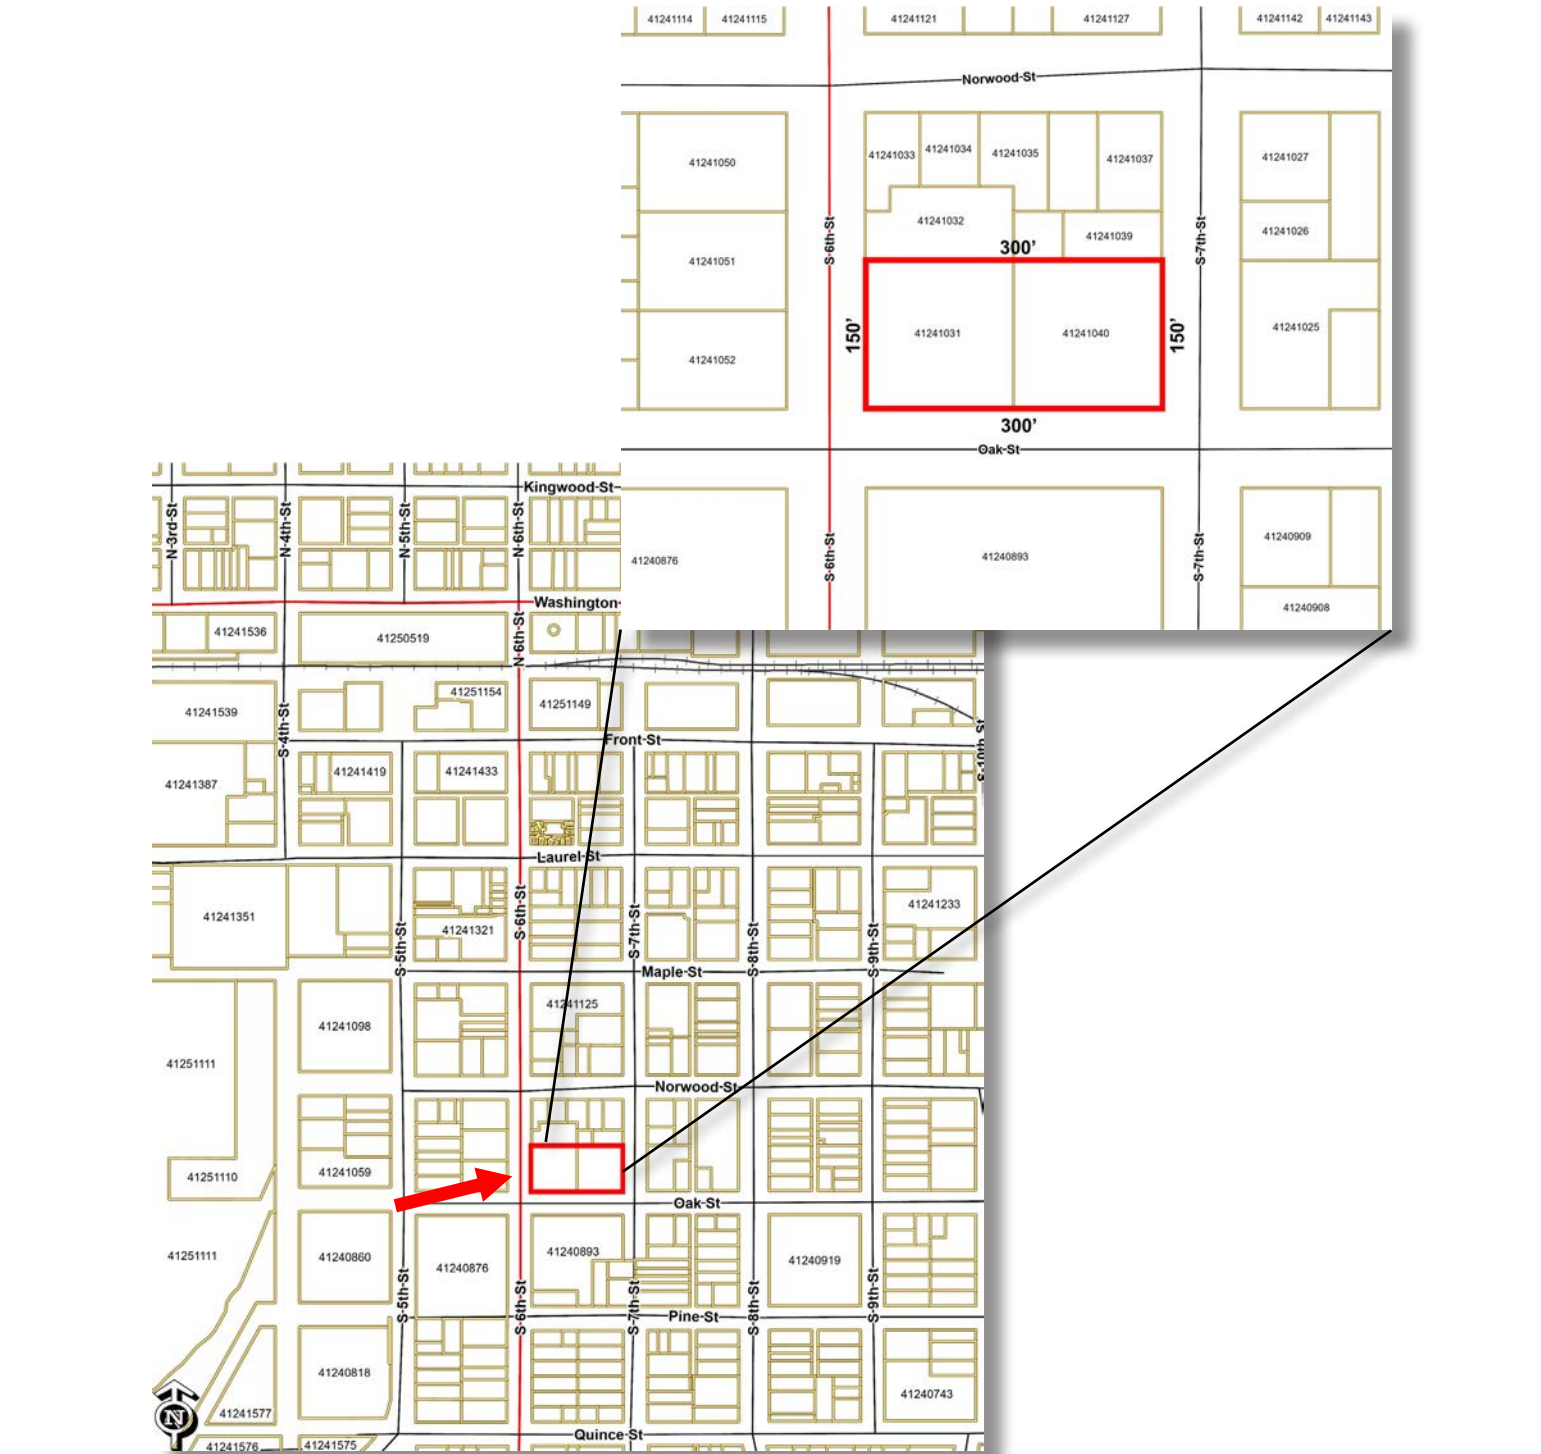 41241114 41241115 41241121 41241127 41241142 41241143
Norwood-St
41241033 41241034 41241035 41241037
41241050 41241027
41241032 41241039 41241026
S-6th-St S-7th-St
300'
41241051
150' 41241031 41241040 150' 41241025
41241052
300'
Oak-St
41240876 S-6th-St 41240893 S-7th-St 41240909
41240908
Kingwood-St
N-3rd-St N-4th-St N-5th-St N-6th-St
Washington
41241536 41250519 N-6th-St
41241539 S-4th-St 41251154 41251149
Front-St
S-10th-St
41241387 41241419 41241433
Laurel-St
41241351 41241321 S-6th-St 41241233
S-5th-St S-7th-St S-8th-St S-9th-St
Maple-St
41241098 41241125
41251111
Norwood-St
41251110 41241059
Oak-St
41251111 41240860 41240876 41240893 41240919
S-5th-St S-6th-St S-7th-St S-8th-St S-9th-St
Pine-St
41240818
41240743
N 41241577
Quince-St
41241576 41241575